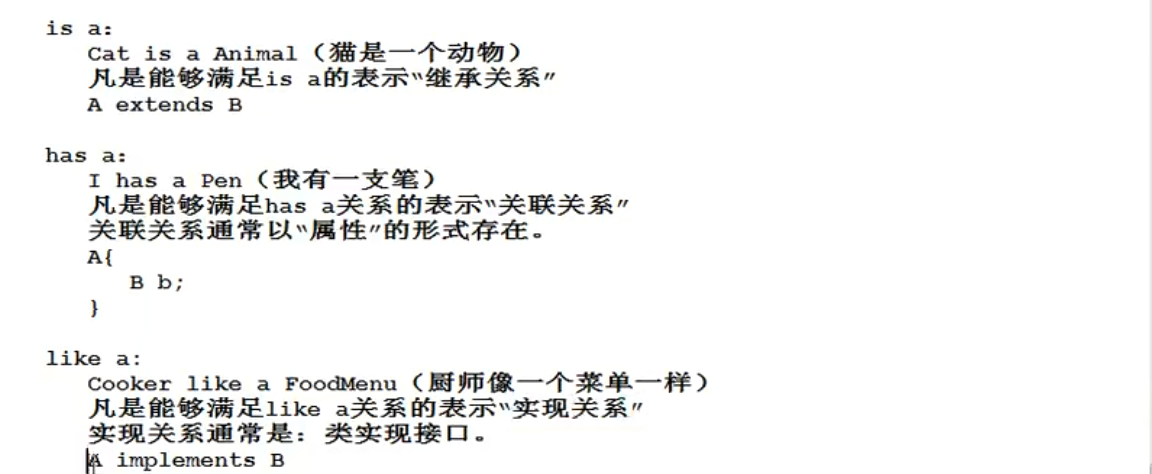 is a:
Cat is a Animal（猫是一个动物）
凡是能够满足is a的表示“继承关系”
A extends B
has a:
I has a Pen（我有一支笔）
凡是能够满足has a关系的表示“关联关系”
关联关系通常以“属性”的形式存在。
A{
B b;
}
like a:
Cooker like a FoodMenu（厨师像一个菜单一样）
凡是能够满足like a关系的表示“实现关系”
实现关系通常是：类实现接口。
A implements B